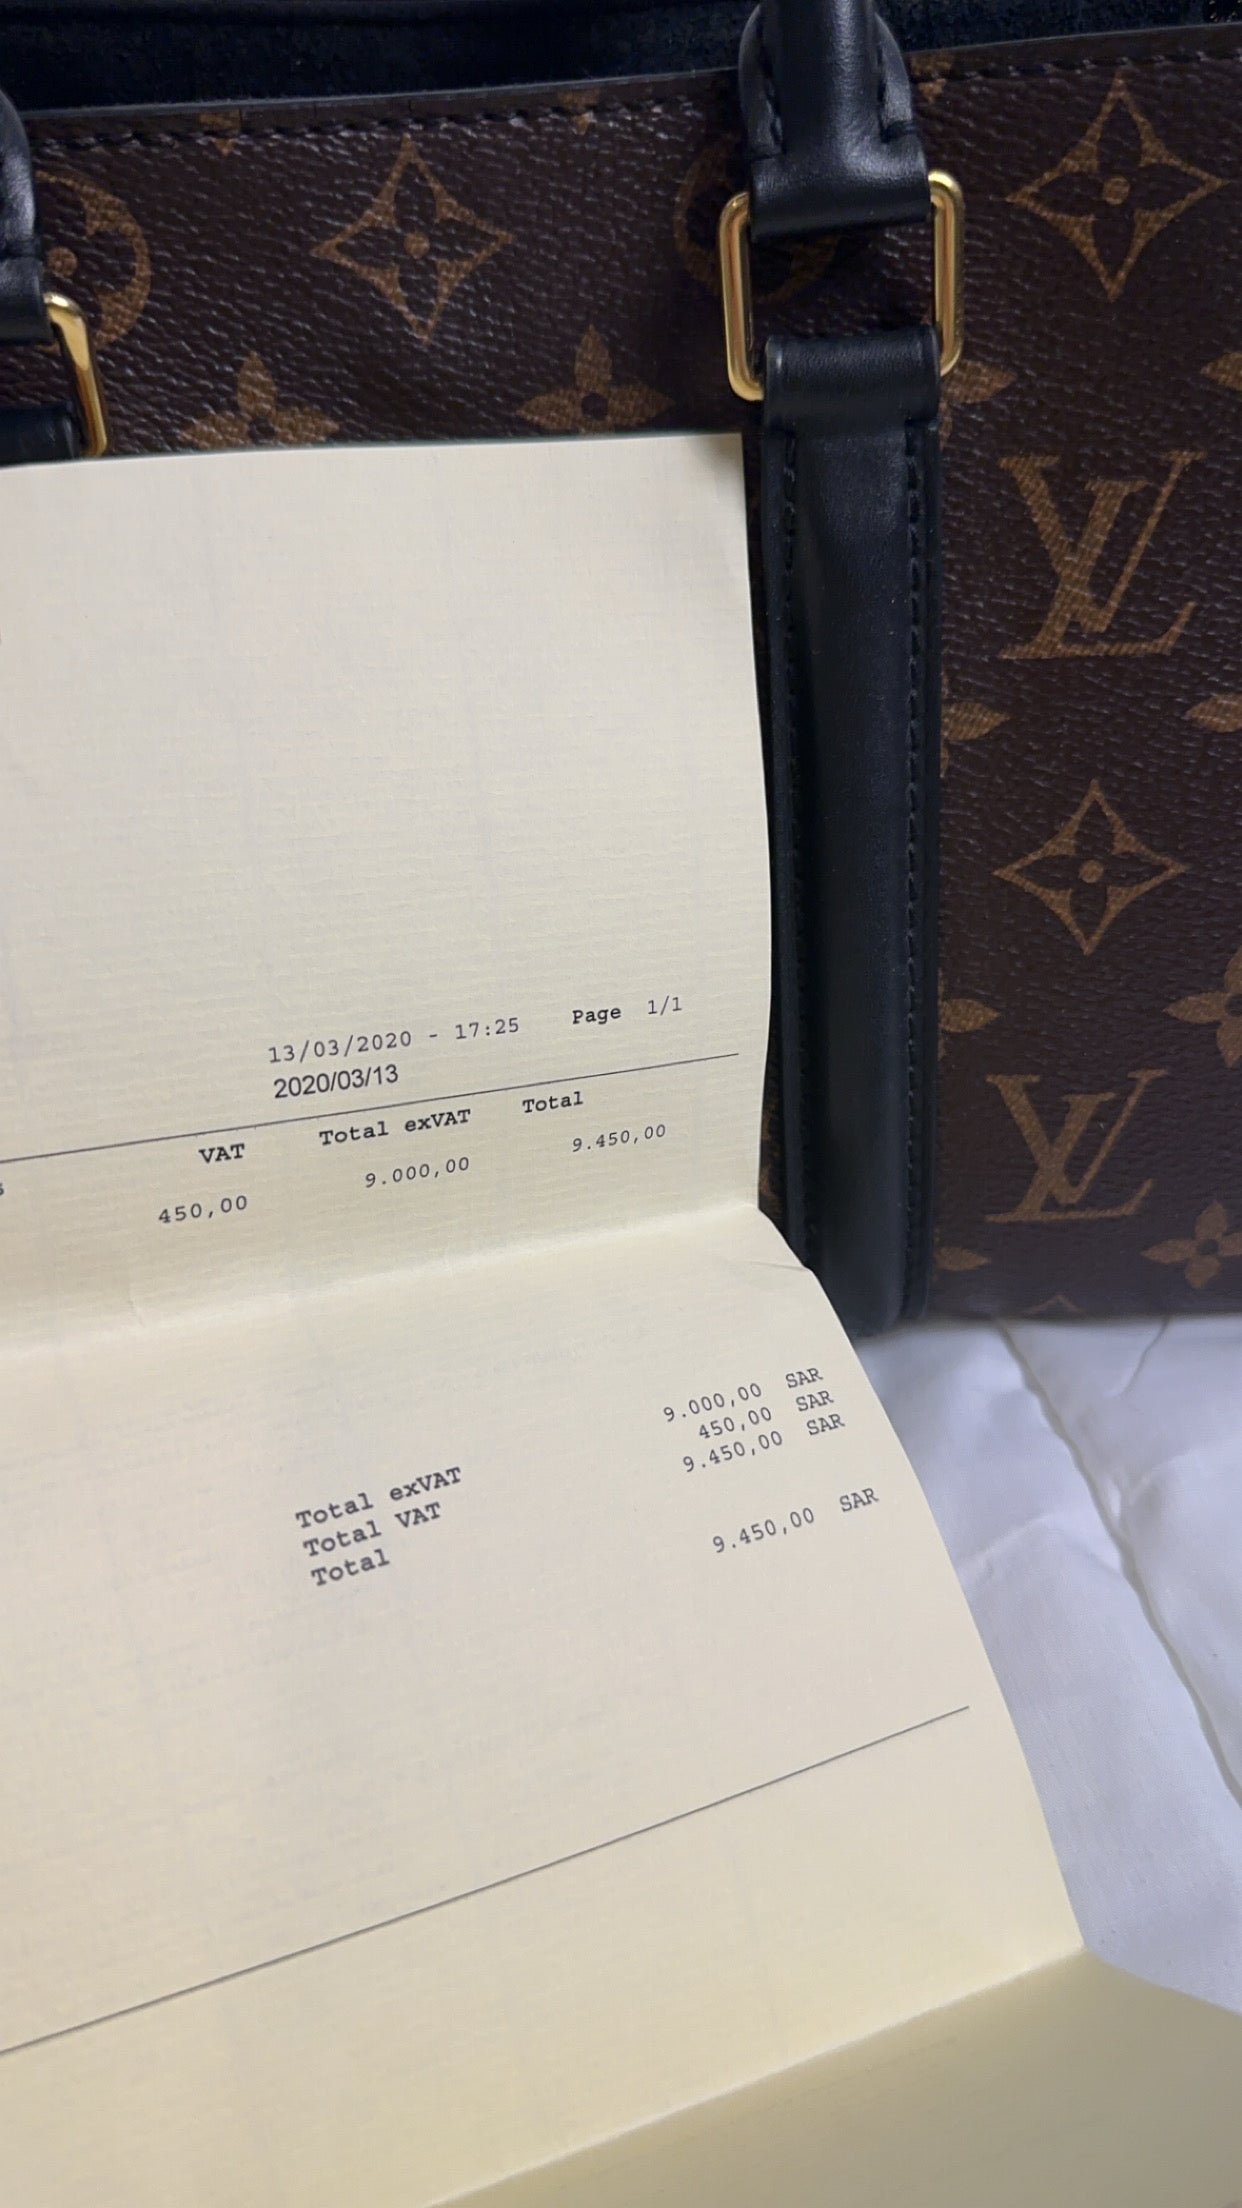 13/03/2020 - 17:25 Page 1/1
2020/03/13
VAT Total exVAT Total
450,00 9.000,00 9.450,00
Total exVAT 9.000,00 SAR
Total VAT 450,00 SAR
Total 9.450,00 SAR
9.450,00 SAR
LV
LV